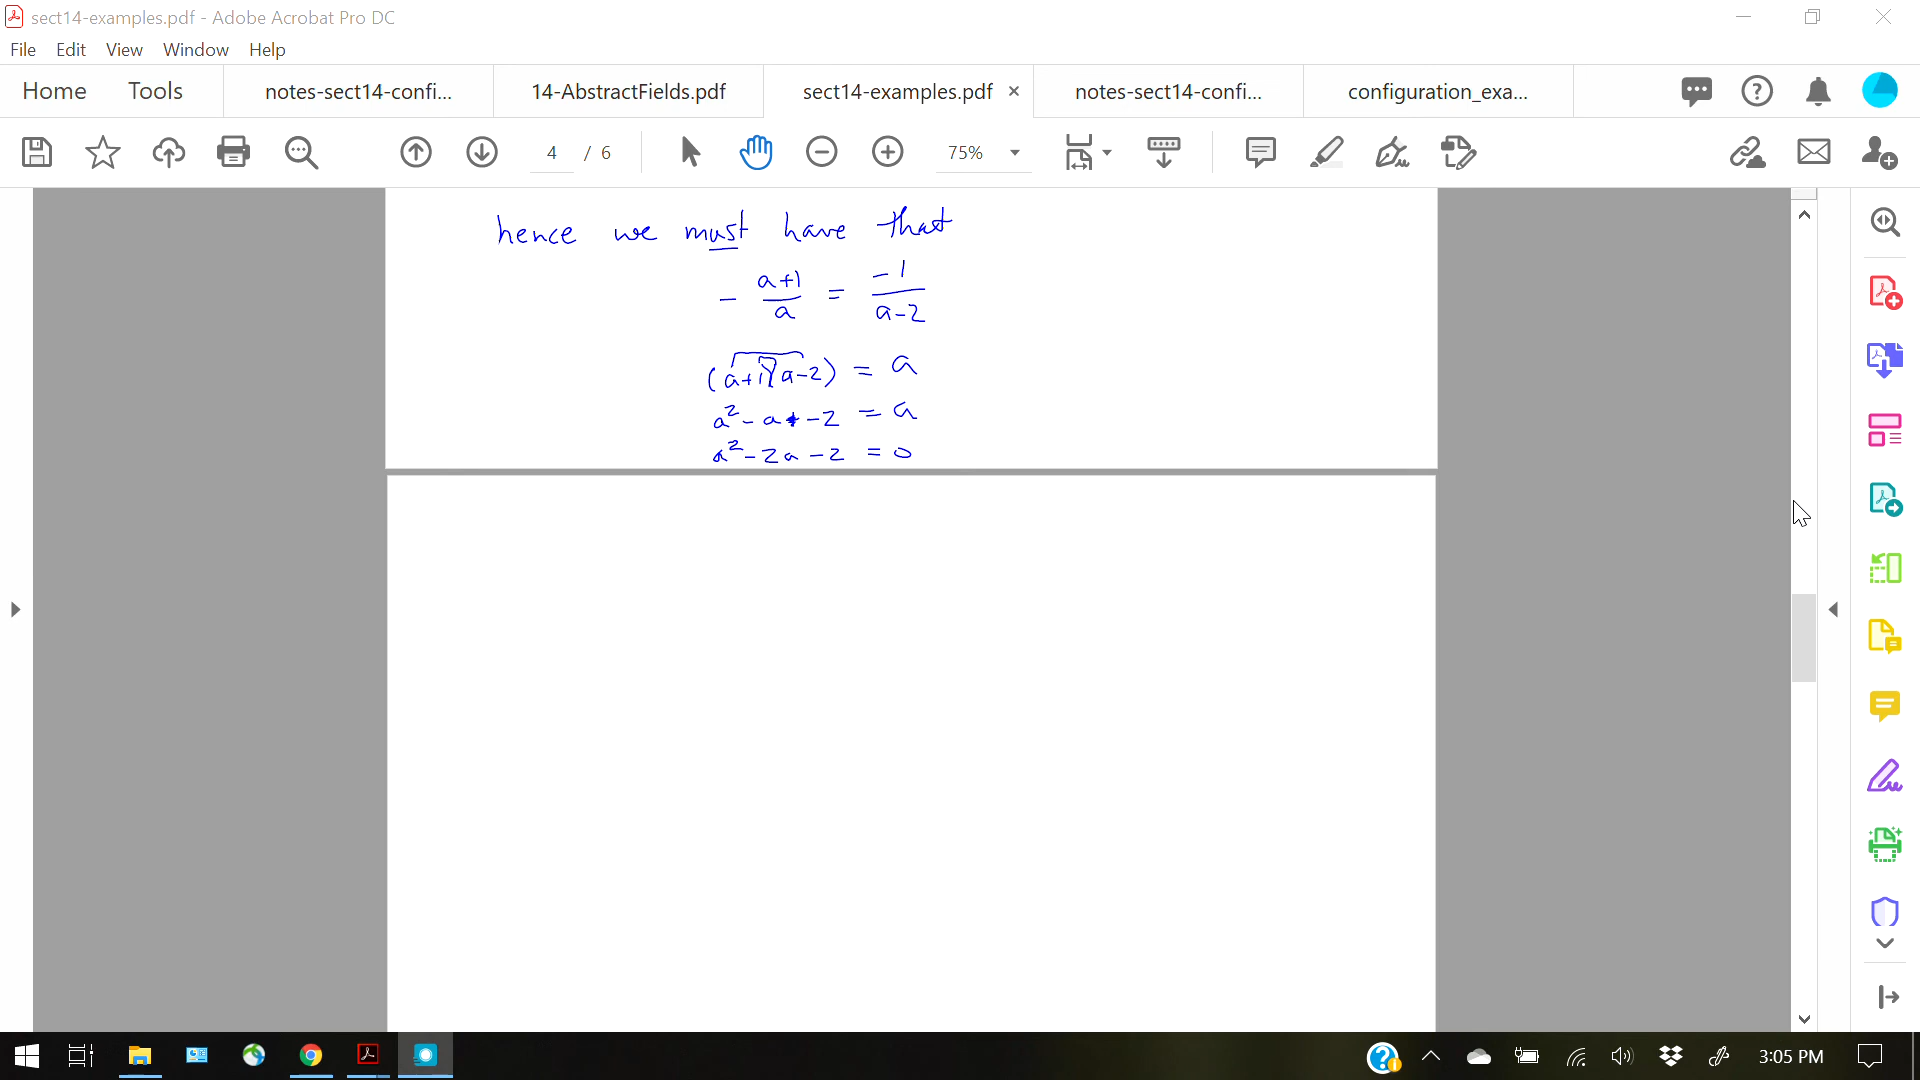 sect14-examples.pdf - Adobe Acrobat Pro DC
File Edit View Window Help
Home Tools notes-sect14-confi... 14-AbstractFields.pdf sect14-examples.pdf × notes-sect14-confi... configuration_exa...
4 / 6 75%
hence we must have that
- a+1/a = -1/a-2
(a+1)(a-2) = a
a² - a -2 = a
a² - 2a - 2 = 0
3:05 PM